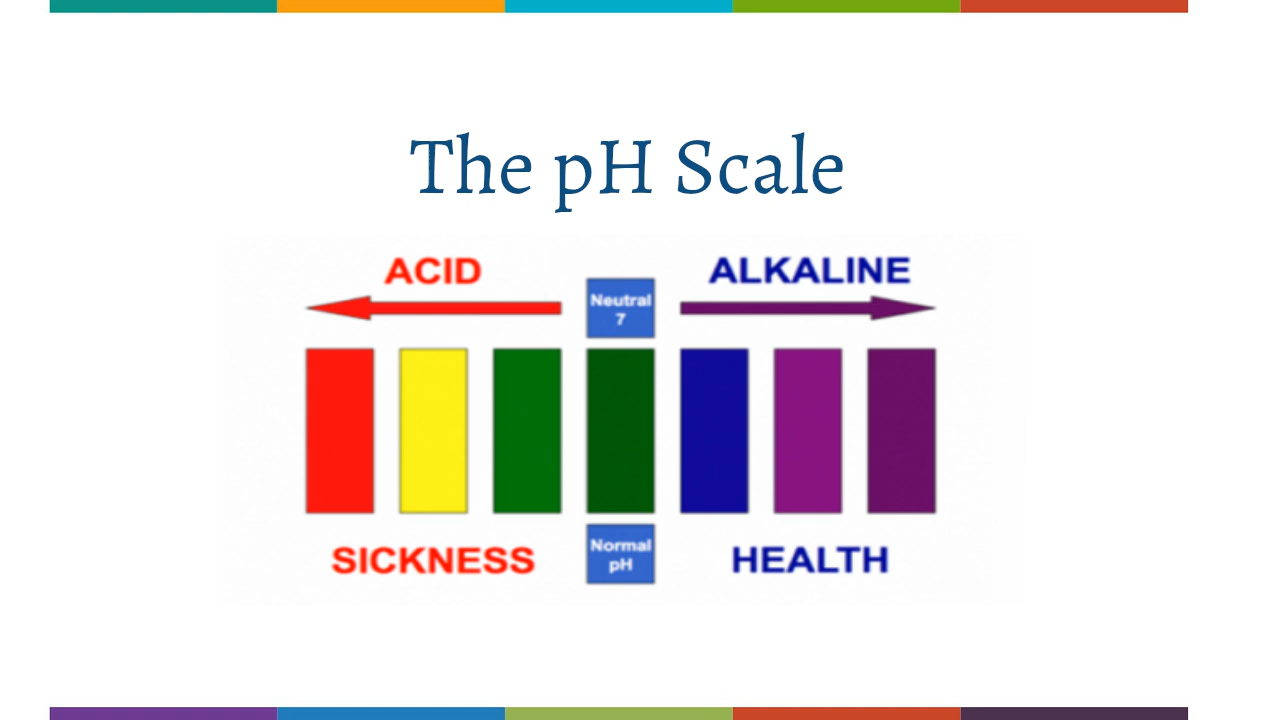 The pH Scale
ACID
ALKALINE
Neutral
7
SICKNESS
Normal
pH
HEALTH